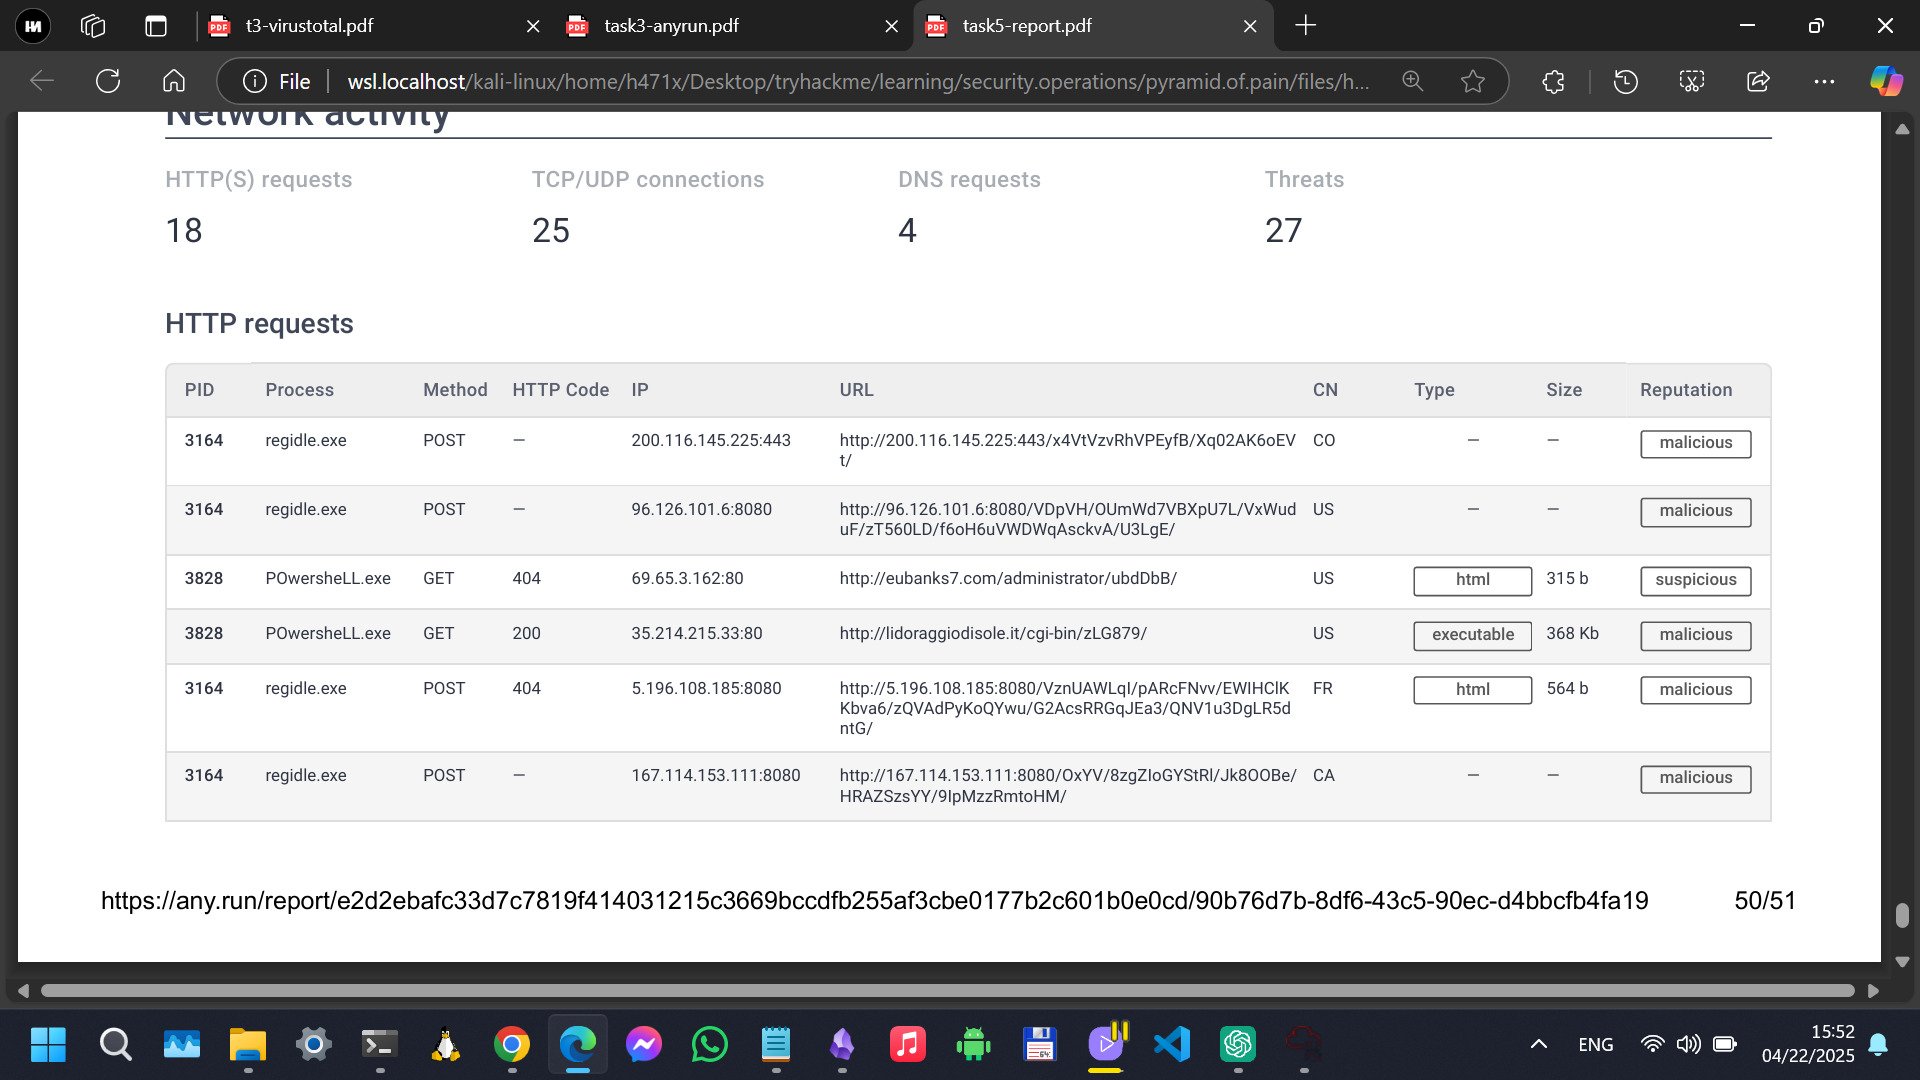 t3-virustotal.pdf
task3-anyrun.pdf
task5-report.pdf
File
wsl.localhost/kali-linux/home/h471x/Desktop/tryhackme/learning/security.operations/pyramid.of.pain/files/h...
Network activity
HTTP(S) requests TCP/UDP connections DNS requests Threats
18 25 4 27
HTTP requests
PID Process Method HTTP Code IP URL CN Type Size Reputation
3164 regidle.exe POST — 200.116.145.225:443 http://200.116.145.225:443/x4VtVzvRhVPEyfB/Xq02AK6oEV CO — — malicious
t/
3164 regidle.exe POST — 96.126.101.6:8080 http://96.126.101.6:8080/VDpVH/OUmWd7VBXpU7L/VxWud US — — malicious
uF/zT560LD/f6oH6uVWDWqAsckvA/U3LgE/
3828 POwersheLL.exe GET 404 69.65.3.162:80 http://eubanks7.com/administrator/ubdDbB/ US html 315 b suspicious
3828 POwersheLL.exe GET 200 35.214.215.33:80 http://lidoraggiodisole.it/cgi-bin/zLG879/ US executable 368 Kb malicious
3164 regidle.exe POST 404 5.196.108.185:8080 http://5.196.108.185:8080/VznUAWLqI/pARcFNvv/EWIHClK FR html 564 b malicious
Kbva6/zQVAdPyKoQYwu/G2AcsRRGqJEa3/QNV1u3DgLR5d
ntG/
3164 regidle.exe POST — 167.114.153.111:8080 http://167.114.153.111:8080/OxYV/8zgZIoGYStRl/Jk8OOBe/ CA — — malicious
HRAZSzsYY/9IpMzzRmtoHM/
https://any.run/report/e2d2ebafc33d7c7819f414031215c3669bccdfb255af3cbe0177b2c601b0e0cd/90b76d7b-8df6-43c5-90ec-d4bbcfb4fa19 50/51
ENG
15:52
04/22/2025